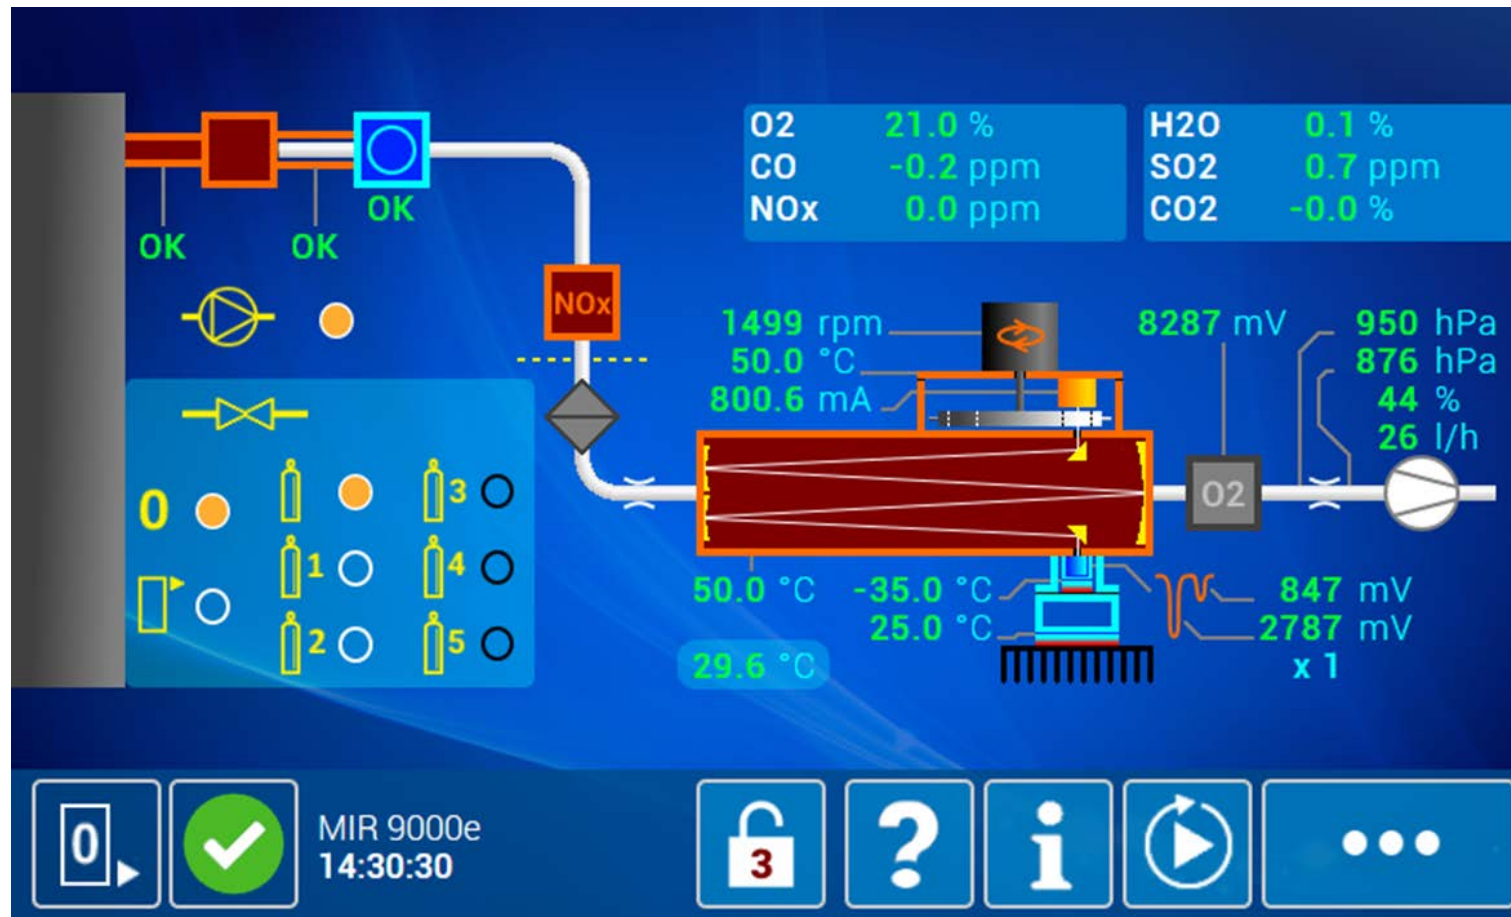 O2 21.0 % H2O 0.1 %
CO -0.2 ppm SO2 0.7 ppm
NOx 0.0 ppm CO2 -0.0 %
OK
OK OK
NOx
1499 rpm 8287 mV 950 hPa
50.0 °C 876 hPa
800.6 mA 44 %
26 l/h
O2
0 3
1 4
2 5
50.0 °C -35.0 °C 847 mV
25.0 °C 2787 mV
29.6 °C x 1
0 MIR 9000e 3 ? i
14:30:30